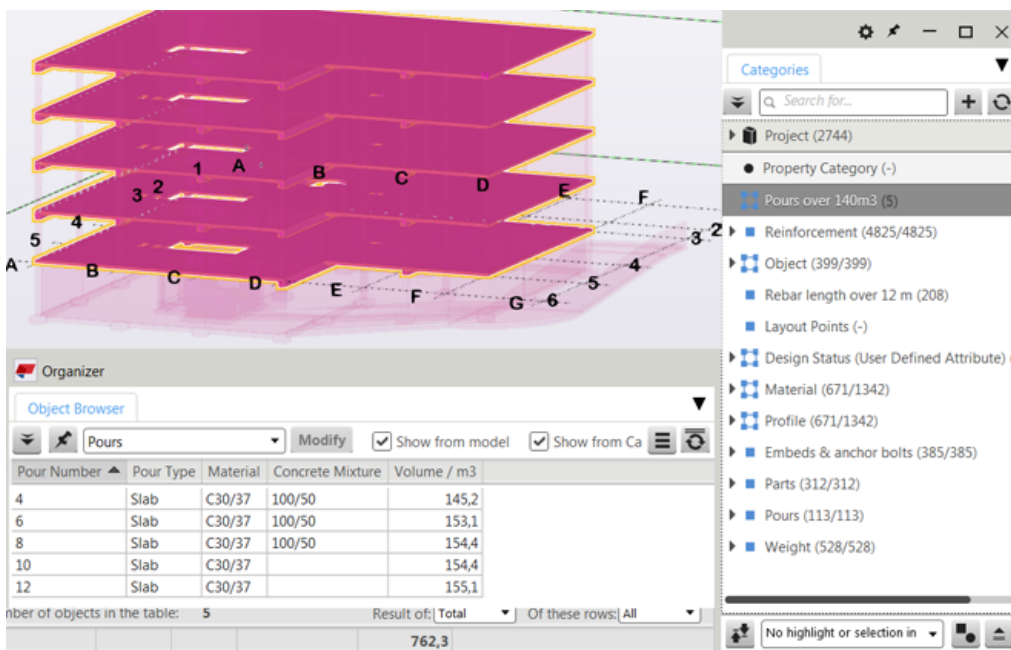 1 A B C D E F
3 2
4
5
A B C D E F G 6 5 4 3 2
Organizer
Object Browser
Pours Modify Show from model Show from Ca
Pour Number Pour Type Material Concrete Mixture Volume / m3
4 Slab C30/37 100/50 145,2
6 Slab C30/37 100/50 153,1
8 Slab C30/37 100/50 154,4
10 Slab C30/37 154,4
12 Slab C30/37 155,1
mber of objects in the table: 5 Result of: Total Of these rows: All
762,3
Categories
Search for...
Project (2744)
Property Category (-)
Pours over 140m3 (5)
Reinforcement (4825/4825)
Object (399/399)
Rebar length over 12 m (208)
Layout Points (-)
Design Status (User Defined Attribute) (
Material (671/1342)
Profile (671/1342)
Embeds & anchor bolts (385/385)
Parts (312/312)
Pours (113/113)
Weight (528/528)
No highlight or selection in